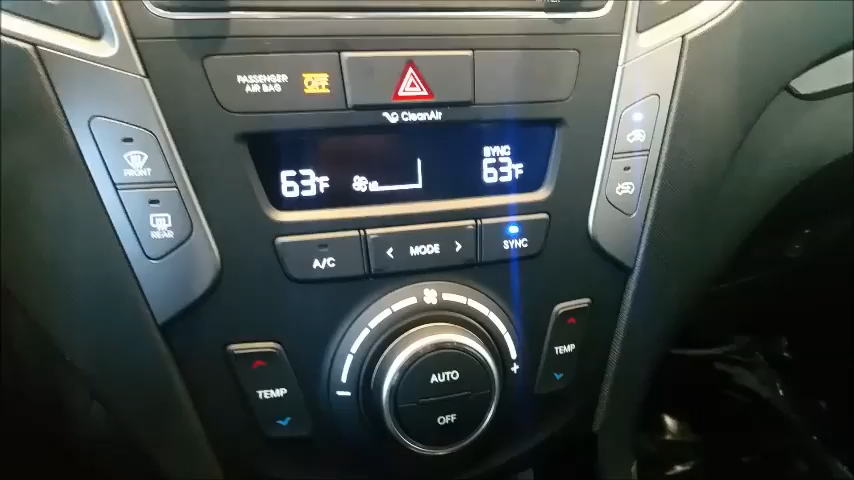 PASSENGER
AIR BAG OFF
CleanAir
FRONT
REAR
63°F
SYNC
63°F
A/C
< MODE >
SYNC
TEMP
AUTO
OFF
− +
TEMP